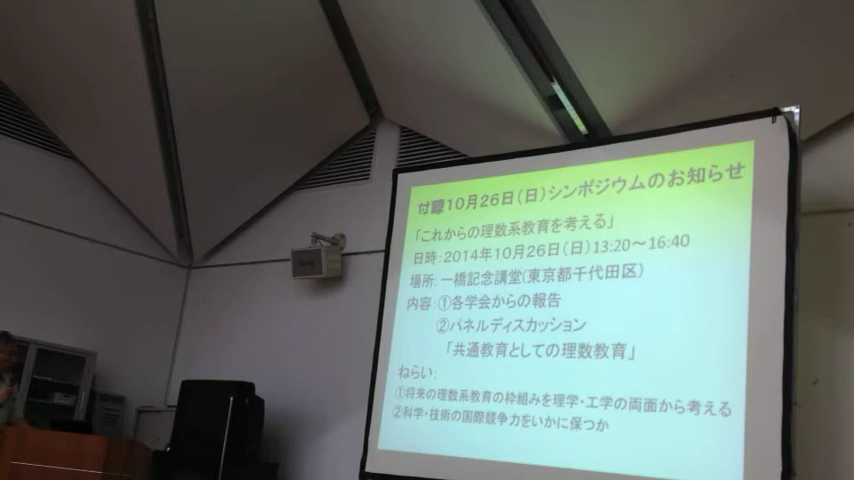 付録10月26日(日)シンポジウムのお知らせ
「これからの理数系教育を考える」
日時:2014年10月26日(日)13:20～16:40
場所: 一橋記念講堂(東京都千代田区)
内容:①各学会からの報告
②パネルディスカッション
「共通教育としての理数教育」
ねらい:
①将来の理数系教育の枠組みを理学・工学の両面から考える
②科学・技術の国際競争力をいかに保つか